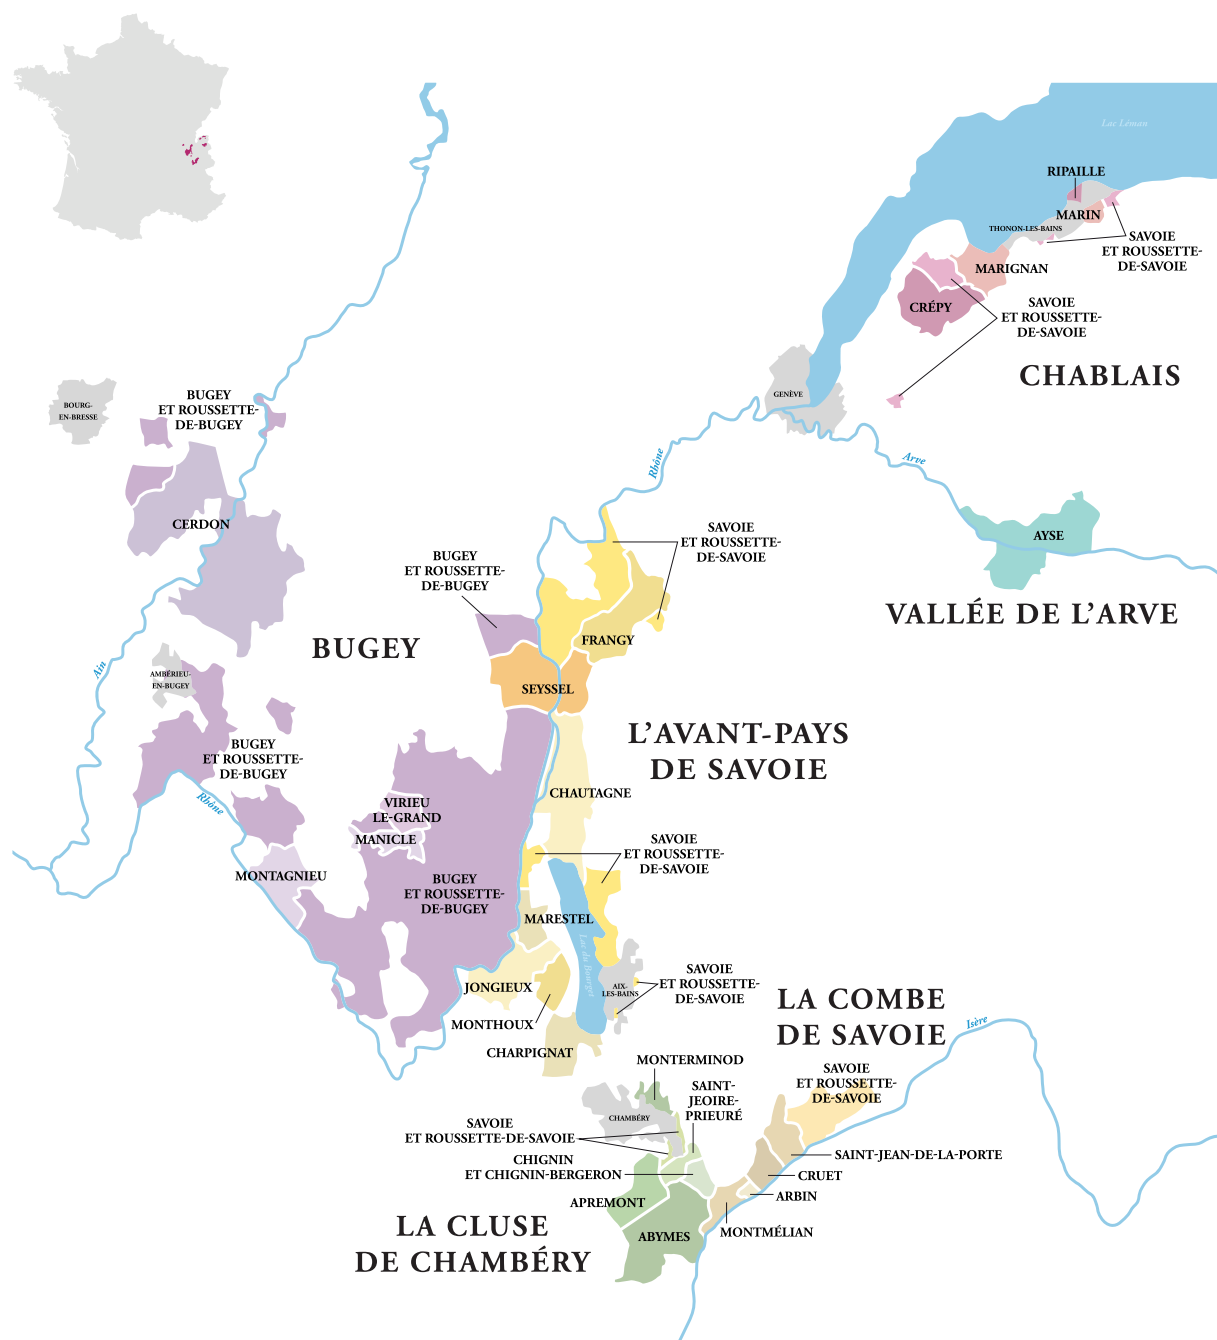 Lac Léman
RIPAILLE
MARIN
THONON-LES-BAINS
SAVOIE
ET ROUSSETTE-
DE-SAVOIE
MARIGNAN
CRÉPY
SAVOIE
ET ROUSSETTE-
DE-SAVOIE
CHABLAIS
GENÈVE
BOURG-
EN-BRESSE
BUGEY
ET ROUSSETTE-
DE-BUGEY
Rhône
Arve
CERDON
AYSE
SAVOIE
ET ROUSSETTE-
DE-SAVOIE
BUGEY
ET ROUSSETTE-
DE-BUGEY
VALLÉE DE L’ARVE
FRANGY
BUGEY
Ain
AMBÉRIEU-
EN-BUGEY
SEYSSEL
L’AVANT-PAYS
DE SAVOIE
BUGEY
ET ROUSSETTE-
DE-BUGEY
Rhône
CHAUTAGNE
VIRIEU
LE-GRAND
MANICLE
SAVOIE
ET ROUSSETTE-
DE-SAVOIE
MONTAGNIEU
BUGEY
ET ROUSSETTE-
DE-BUGEY
MARESTEL
Lac du Bourget
JONGIEUX
AIX-
LES-BAINS
SAVOIE
ET ROUSSETTE-
DE-SAVOIE
MONTHOUX
CHARPIGNAT
LA COMBE
DE SAVOIE
Isère
MONTERMINOD
SAINT-
JEOIRE-
PRIEURÉ
SAVOIE
ET ROUSSETTE-
DE-SAVOIE
CHAMBÉRY
SAVOIE
ET ROUSSETTE-DE-SAVOIE
CHIGNIN
ET CHIGNIN-BERGERON
SAINT-JEAN-DE-LA-PORTE
CRUET
ARBIN
APREMONT
MONTMÉLIAN
ABYMES
LA CLUSE
DE CHAMBÉRY